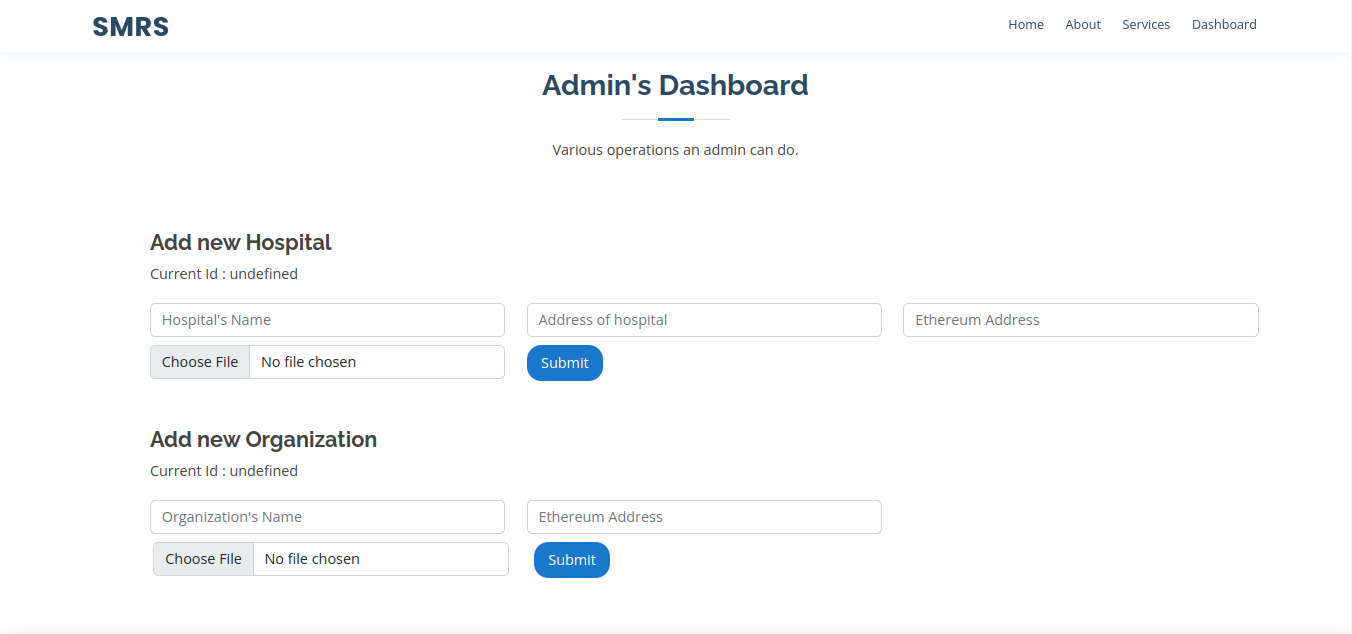 SMRS
Home About Services Dashboard
Admin's Dashboard
Various operations an admin can do.
Add new Hospital
Current Id : undefined
Hospital's Name Address of hospital Ethereum Address
Choose File No file chosen Submit
Add new Organization
Current Id : undefined
Organization's Name Ethereum Address
Choose File No file chosen Submit